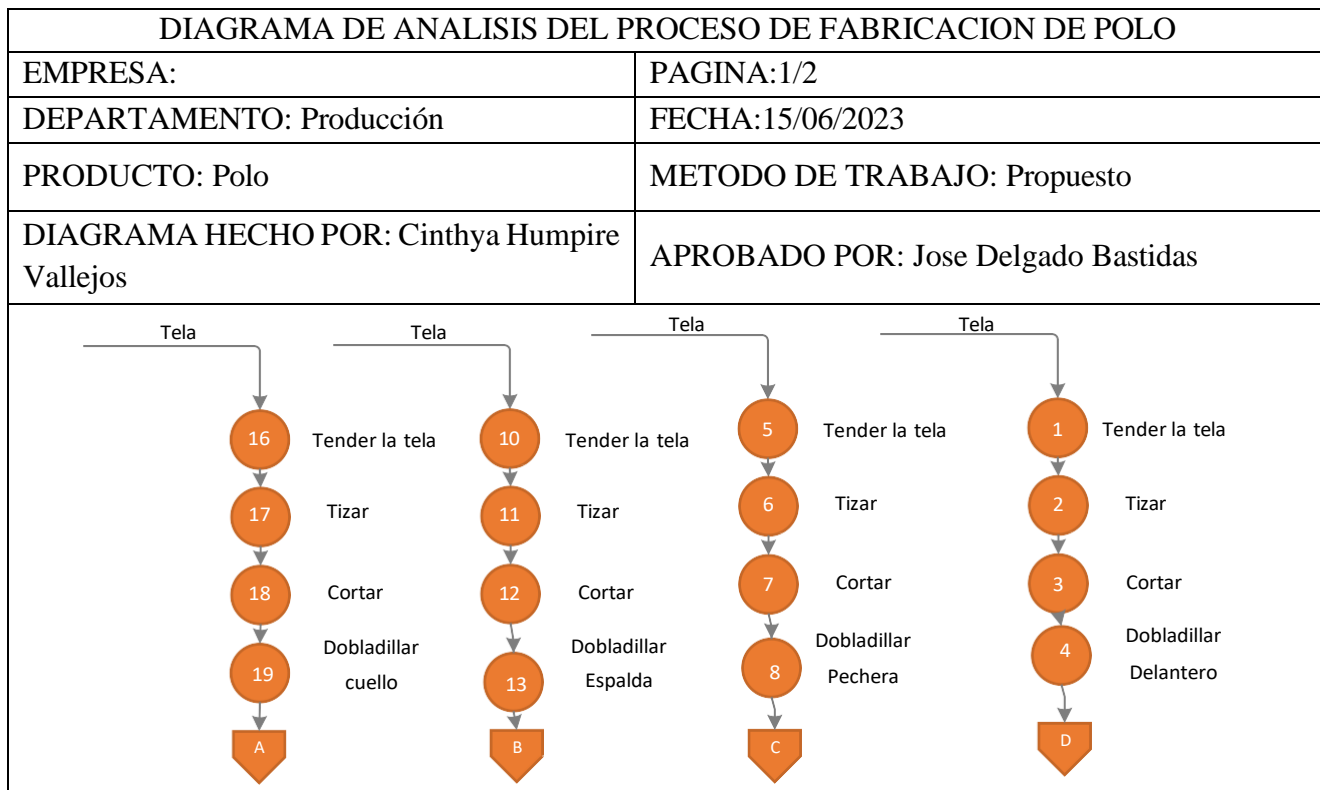 DIAGRAMA DE ANALISIS DEL PROCESO DE FABRICACION DE POLO
EMPRESA:
PAGINA:1/2
DEPARTAMENTO: Producción
FECHA:15/06/2023
PRODUCTO: Polo
METODO DE TRABAJO: Propuesto
DIAGRAMA HECHO POR: Cinthya Humpire
Vallejos
APROBADO POR: Jose Delgado Bastidas
Tela
Tela
Tela
Tela
16
Tender la tela
10
Tender la tela
5
Tender la tela
1
Tender la tela
17
Tizar
11
Tizar
6
Tizar
2
Tizar
18
Cortar
12
Cortar
7
Cortar
3
Cortar
19
Dobladillar
cuello
13
Dobladillar
Espalda
8
Dobladillar
Pechera
4
Dobladillar
Delantero
A
B
C
D